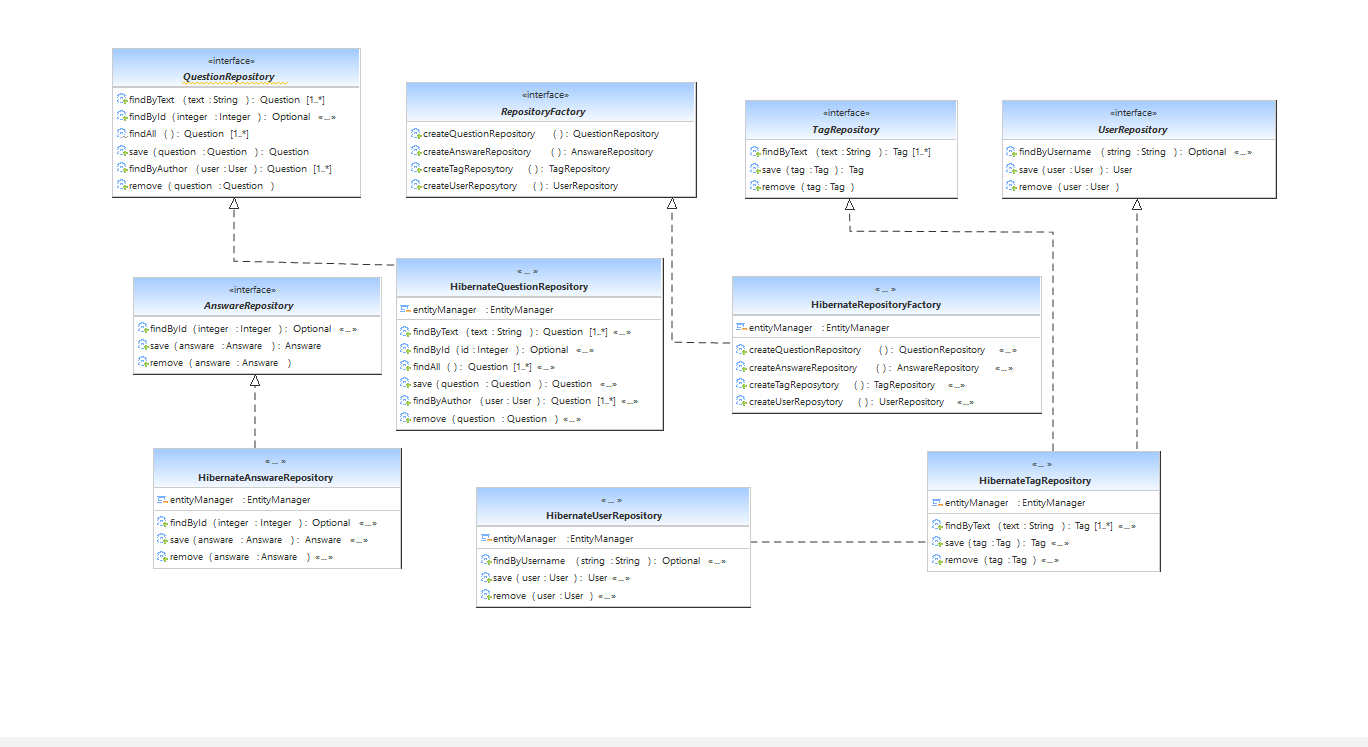 «interface»
QuestionRepository
findByText (text : String ) : Question [1..*]
findById (integer : Integer ) : Optional «...»
findAll ( ) : Question [1..*]
save (question : Question ) : Question
findByAuthor (user : User ) : Question [1..*]
remove (question : Question )
«interface»
RepositoryFactory
createQuestionRepository ( ) : QuestionRepository
createAnswareRepository ( ) : AnswareRepository
createTagReposytory ( ) : TagRepository
createUserReposytory ( ) : UserRepository
«interface»
TagRepository
findByText (text : String ) : Tag [1..*]
save (tag : Tag ) : Tag
remove (tag : Tag )
«interface»
UserRepository
findByUsername (string : String ) : Optional «...»
save (user : User ) : User
remove (user : User )
«interface»
AnswareRepository
findById (integer : Integer ) : Optional «...»
save (answare : Answare ) : Answare
remove (answare : Answare )
«...»
HibernateQuestionRepository
entityManager : EntityManager
findByText (text : String ) : Question [1..*] «...»
findById (id : Integer ) : Optional «...»
findAll ( ) : Question [1..*] «...»
save (question : Question ) : Question «...»
findByAuthor (user : User ) : Question [1..*] «...»
remove (question : Question ) «...»
«...»
HibernateRepositoryFactory
entityManager : EntityManager
createQuestionRepository ( ) : QuestionRepository «...»
createAnswareRepository ( ) : AnswareRepository «...»
createTagReposytory ( ) : TagRepository «...»
createUserReposytory ( ) : UserRepository «...»
«...»
HibernateAnswareRepository
entityManager : EntityManager
findById (integer : Integer ) : Optional «...»
save (answare : Answare ) : Answare «...»
remove (answare : Answare ) «...»
«...»
HibernateUserRepository
entityManager : EntityManager
findByUsername (string : String ) : Optional «...»
save (user : User ) : User «...»
remove (user : User ) «...»
«...»
HibernateTagRepository
entityManager : EntityManager
findByText (text : String ) : Tag [1..*] «...»
save (tag : Tag ) : Tag «...»
remove (tag : Tag ) «...»